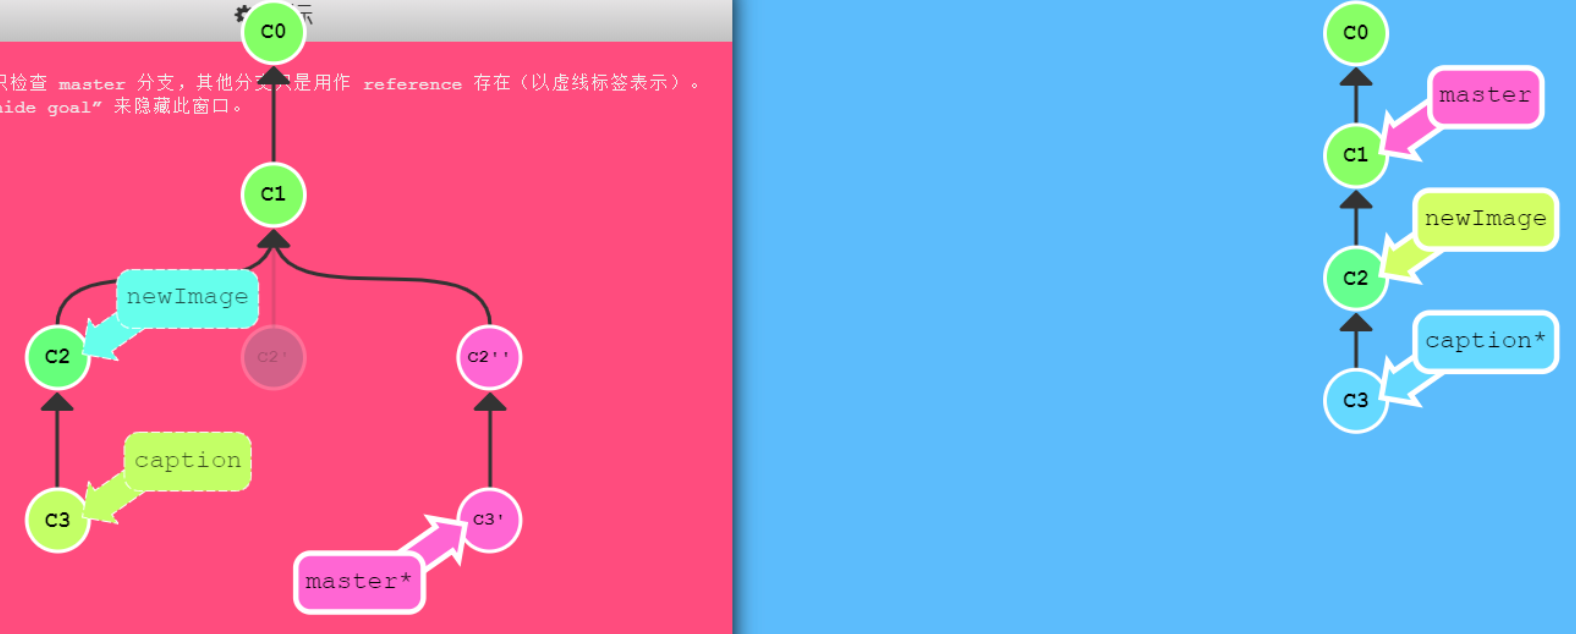 C0
检查 master 分支，其他分支只是用作 reference 存在（以虚线标签表示）。
hide goal” 来隐藏此窗口。
C1
newImage
C2
C2'
C2''
caption
C3
C3'
master*
C0
master
C1
newImage
C2
caption*
C3